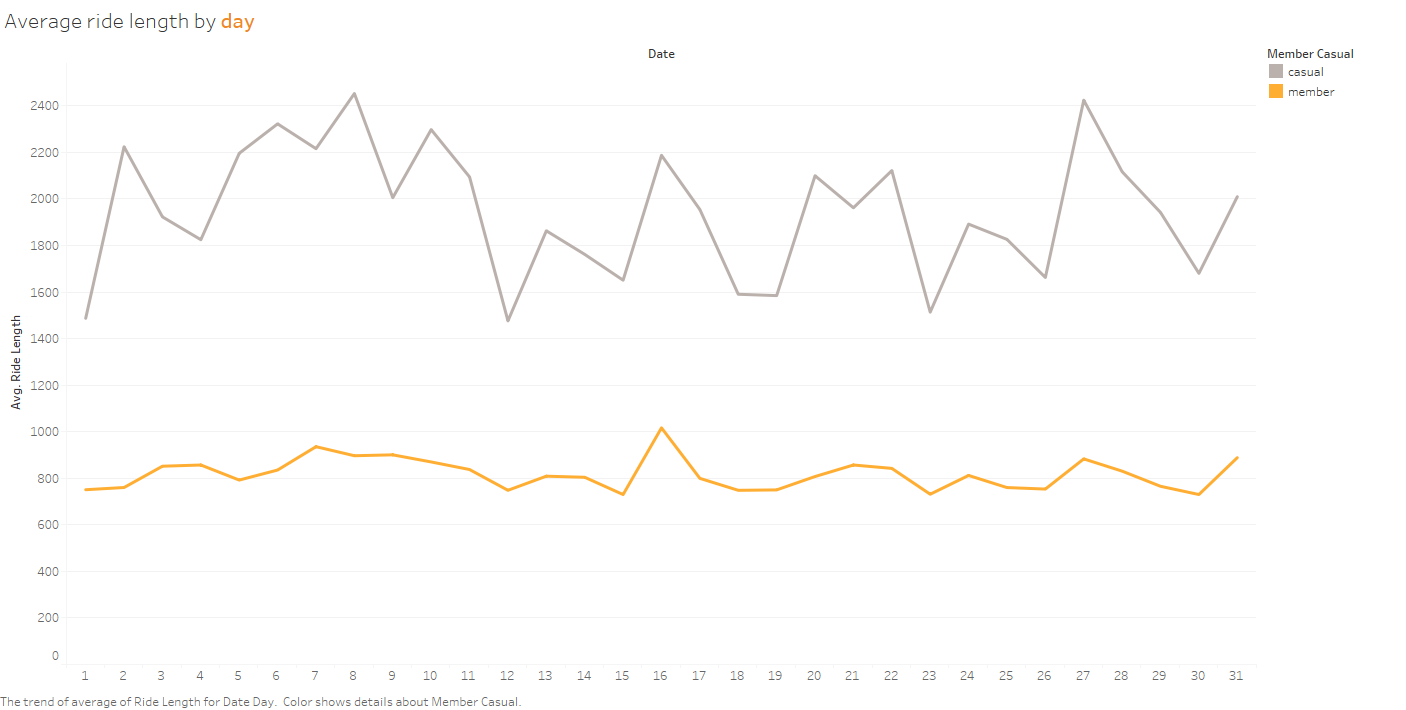 Average ride length by day
Date
Member Casual
casual
member
Avg. Ride Length
2400
2200
2000
1800
1600
1400
1200
1000
800
600
400
200
0
1 2 3 4 5 6 7 8 9 10 11 12 13 14 15 16 17 18 19 20 21 22 23 24 25 26 27 28 29 30 31
The trend of average of Ride Length for Date Day. Color shows details about Member Casual.